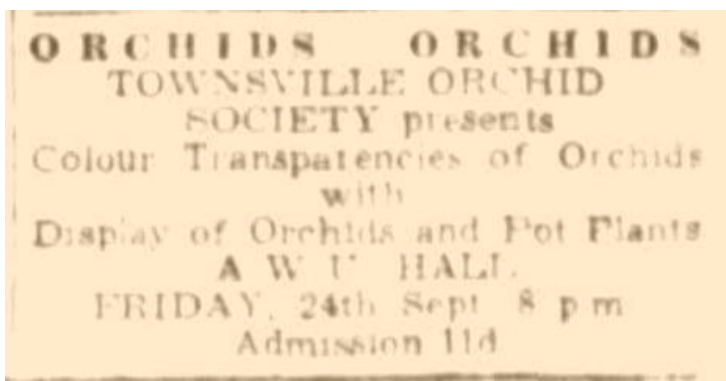 ORCHIDS ORCHIDS
TOWNSVILLE ORCHID
SOCIETY presents
Colour Transparencies of Orchids
with
Display of Orchids and Pot Plants
A W U HALL
FRIDAY, 24th Sept 8 p m
Admission 11d